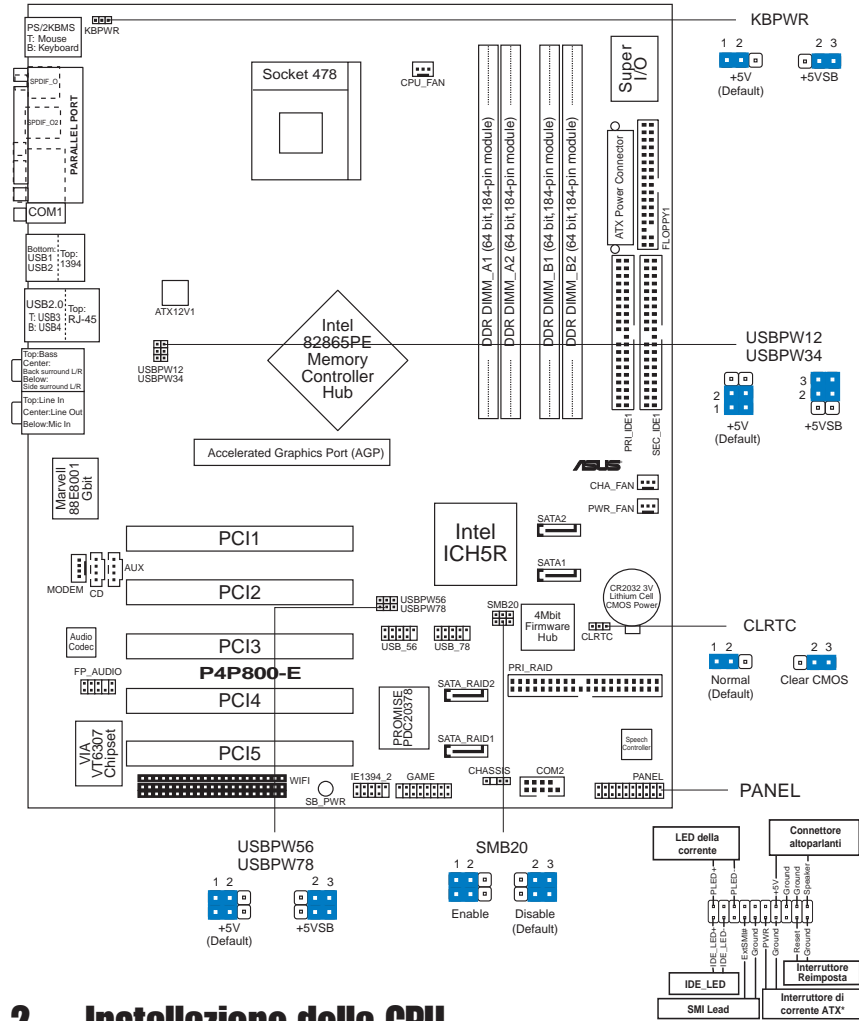 PS/2KBMS
T: Mouse
B: Keyboard
KBPWR
SPDIF_O
SPDIF_O2
PARALLEL PORT
COM1
Bottom:
USB1
USB2
Top:
1394
USB2.0
T: USB3
B: USB4
Top:
RJ-45
Top:Bass
Center:
Back surround L/R
Below:
Side surround L/R
Top:Line In
Center:Line Out
Below:Mic In
Socket 478
CPU_FAN
ATX12V1
USBPW12
USBPW34
Intel
82865PE
Memory
Controller
Hub
DDR DIMM_A1 (64 bit,184-pin module)
DDR DIMM_A2 (64 bit,184-pin module)
DDR DIMM_B1 (64 bit,184-pin module)
DDR DIMM_B2 (64 bit,184-pin module)
Super
I/O
ATX Power Connector
FLOPPY1
PRI_IDE1
SEC_IDE1
Accelerated Graphics Port (AGP)
ASUS
CHA_FAN
PWR_FAN
Marvell
88E8001
Gbit
Intel
ICH5R
SATA2
SATA1
PCI1
PCI2
PCI3
P4P800-E
PCI4
PCI5
MODEM
CD
AUX
Audio
Codec
FP_AUDIO
VIA
VT6307
Chipset
USBPW56
USBPW78
USB_56
USB_78
SMB20
4Mbit
Firmware
Hub
CR2032 3V
Lithium Cell
CMOS Power
CLRTC
PRI_RAID
SATA_RAID2
SATA_RAID1
PROMISE
PDC20378
Speech
Controller
WIFI
SB_PWR
IE1394_2
GAME
CHASSIS
COM2
PANEL
KBPWR
1 2
2 3
+5V
(Default)
+5VSB
USBPW12
USBPW34
2
1
3
2
+5V
(Default)
+5VSB
CLRTC
1 2
2 3
Normal
(Default)
Clear CMOS
PANEL
USBPW56
USBPW78
1 2
2 3
+5V
(Default)
+5VSB
SMB20
1 2
2 3
Enable
Disable
(Default)
LED della
corrente
Connettore
altoparlanti
PLED+
PLED-
+5V
Ground
Ground
Speaker
IDE_LED+
IDE_LED-
ExtSMI#
Ground
PWR
Ground
Reset
Ground
IDE_LED
SMI Lead
Interruttore
Reimposta
Interruttore di
corrente ATX*
2. Installazione della CPU